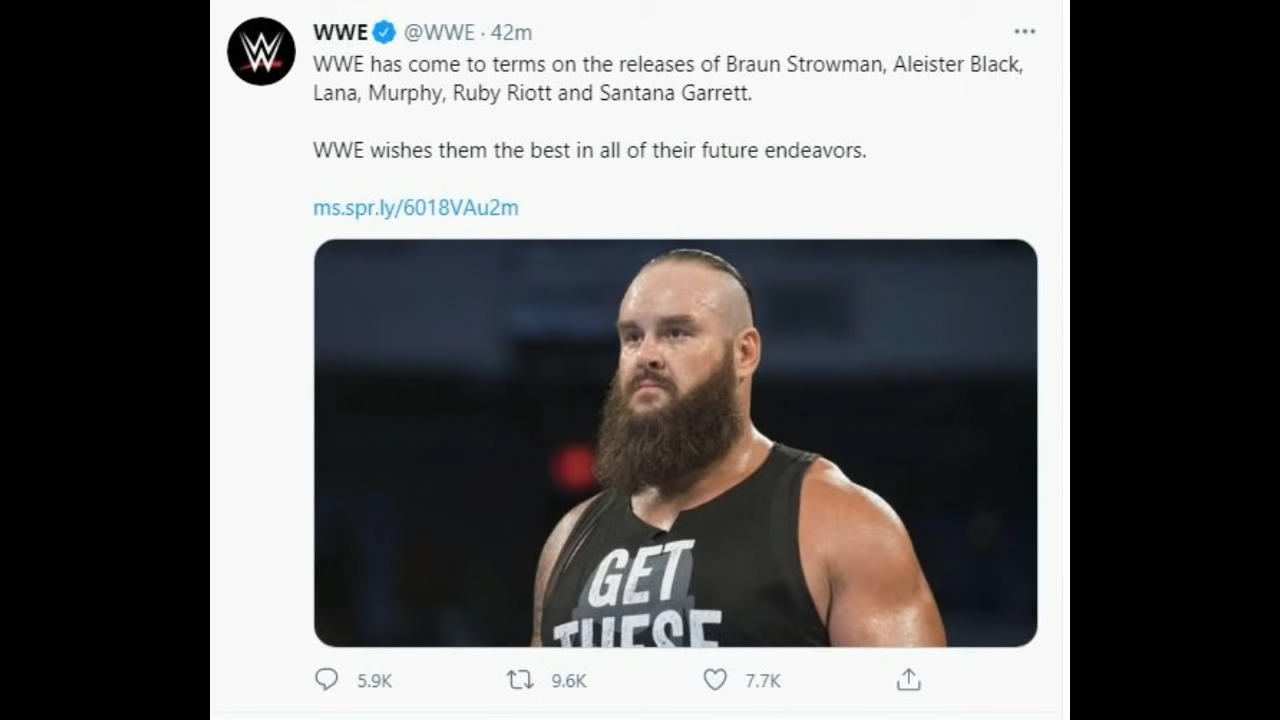 WWE @WWE · 42m
WWE has come to terms on the releases of Braun Strowman, Aleister Black,
Lana, Murphy, Ruby Riott and Santana Garrett.
WWE wishes them the best in all of their future endeavors.
ms.spr.ly/6018VAu2m
GET
THESE
5.9K 9.6K 7.7K